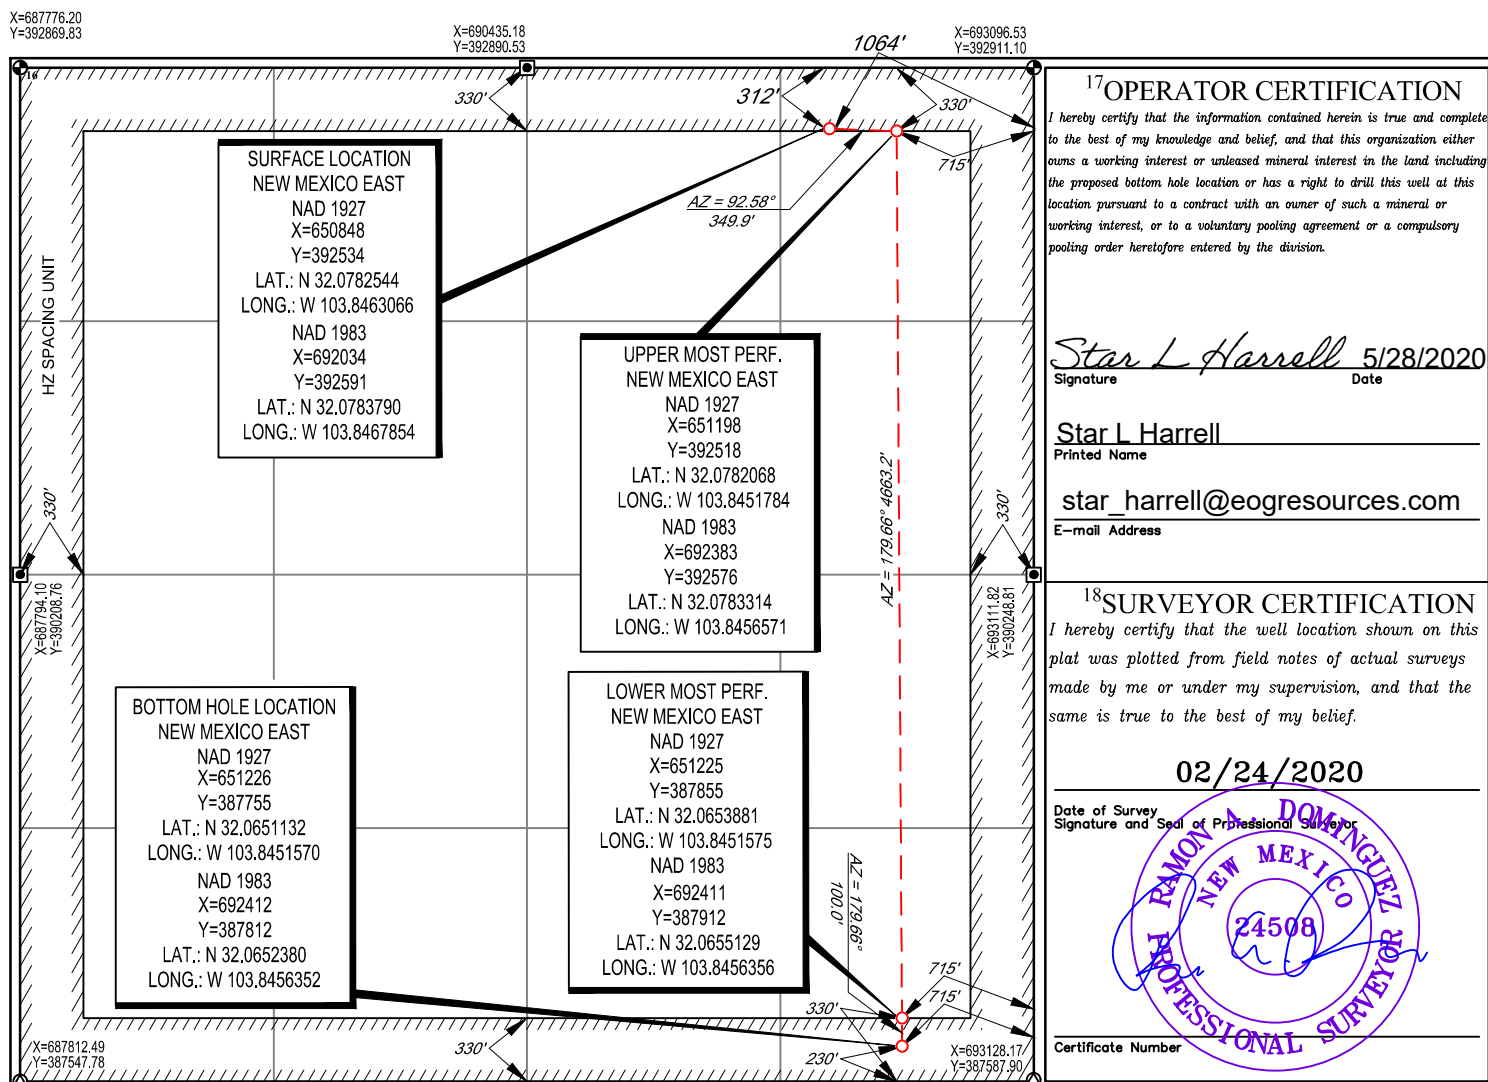 X=687776.20
Y=392869.83
X=690435.18
Y=392890.53
1064'
X=693096.53
Y=392911.10
16
330'
312'
330'
715'
SURFACE LOCATION
NEW MEXICO EAST
NAD 1927
X=650848
Y=392534
LAT.: N 32.0782544
LONG.: W 103.8463066
NAD 1983
X=692034
Y=392591
LAT.: N 32.0783790
LONG.: W 103.8467854
AZ = 92.58°
349.9'
HZ SPACING UNIT
UPPER MOST PERF.
NEW MEXICO EAST
NAD 1927
X=651198
Y=392518
LAT.: N 32.0782068
LONG.: W 103.8451784
NAD 1983
X=692383
Y=392576
LAT.: N 32.0783314
LONG.: W 103.8456571
AZ = 179.66° 4663.2'
330'
330'
X=687794.10
Y=390208.76
X=693111.82
Y=390248.81
BOTTOM HOLE LOCATION
NEW MEXICO EAST
NAD 1927
X=651226
Y=387755
LAT.: N 32.0651132
LONG.: W 103.8451570
NAD 1983
X=692412
Y=387812
LAT.: N 32.0652380
LONG.: W 103.8456352
LOWER MOST PERF.
NEW MEXICO EAST
NAD 1927
X=651225
Y=387855
LAT.: N 32.0653881
LONG.: W 103.8451575
NAD 1983
X=692411
Y=387912
LAT.: N 32.0655129
LONG.: W 103.8456356
AZ = 179.66°
100.0'
715'
715'
330'
330'
230'
X=687812.49
Y=387547.78
X=693128.17
Y=387587.90
17OPERATOR CERTIFICATION
I hereby certify that the information contained herein is true and complete
to the best of my knowledge and belief, and that this organization either
owns a working interest or unleased mineral interest in the land including
the proposed bottom hole location or has a right to drill this well at this
location pursuant to a contract with an owner of such a mineral or
working interest, or to a voluntary pooling agreement or a compulsory
pooling order heretofore entered by the division.
Star L Harrell 5/28/2020
Signature Date
Star L Harrell
Printed Name
star_harrell@eogresources.com
E-mail Address
18SURVEYOR CERTIFICATION
I hereby certify that the well location shown on this
plat was plotted from field notes of actual surveys
made by me or under my supervision, and that the
same is true to the best of my belief.
02/24/2020
Date of Survey
Signature and Seal of Professional Surveyor
RAMON A. DOMINGUEZ
NEW MEXICO
24508
PROFESSIONAL SURVEYOR
Certificate Number